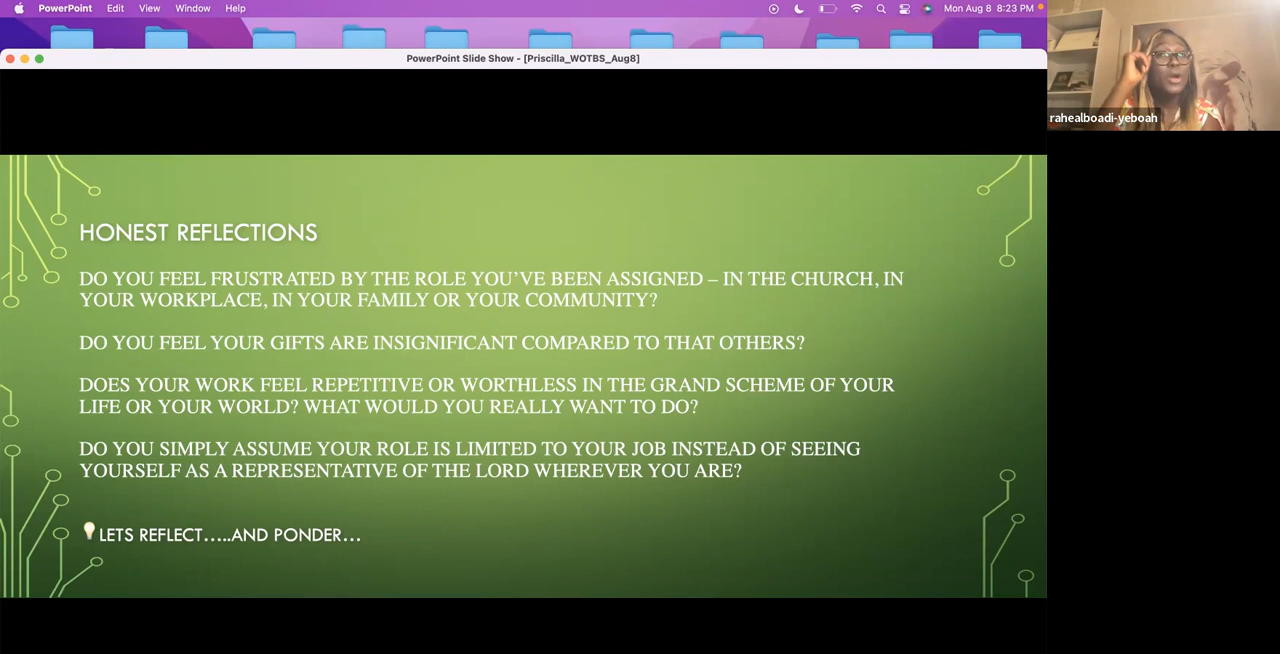 PowerPoint Edit View Window Help Mon Aug 8 8:23 PM
PowerPoint Slide Show - [Priscilla_WOTBS_Aug8]
rahealboadi-yeboah
HONEST REFLECTIONS
DO YOU FEEL FRUSTRATED BY THE ROLE YOU'VE BEEN ASSIGNED – IN THE CHURCH, IN
YOUR WORKPLACE, IN YOUR FAMILY OR YOUR COMMUNITY?
DO YOU FEEL YOUR GIFTS ARE INSIGNIFICANT COMPARED TO THAT OTHERS?
DOES YOUR WORK FEEL REPETITIVE OR WORTHLESS IN THE GRAND SCHEME OF YOUR
LIFE OR YOUR WORLD? WHAT WOULD YOU REALLY WANT TO DO?
DO YOU SIMPLY ASSUME YOUR ROLE IS LIMITED TO YOUR JOB INSTEAD OF SEEING
YOURSELF AS A REPRESENTATIVE OF THE LORD WHEREVER YOU ARE?
LETS REFLECT…..AND PONDER…